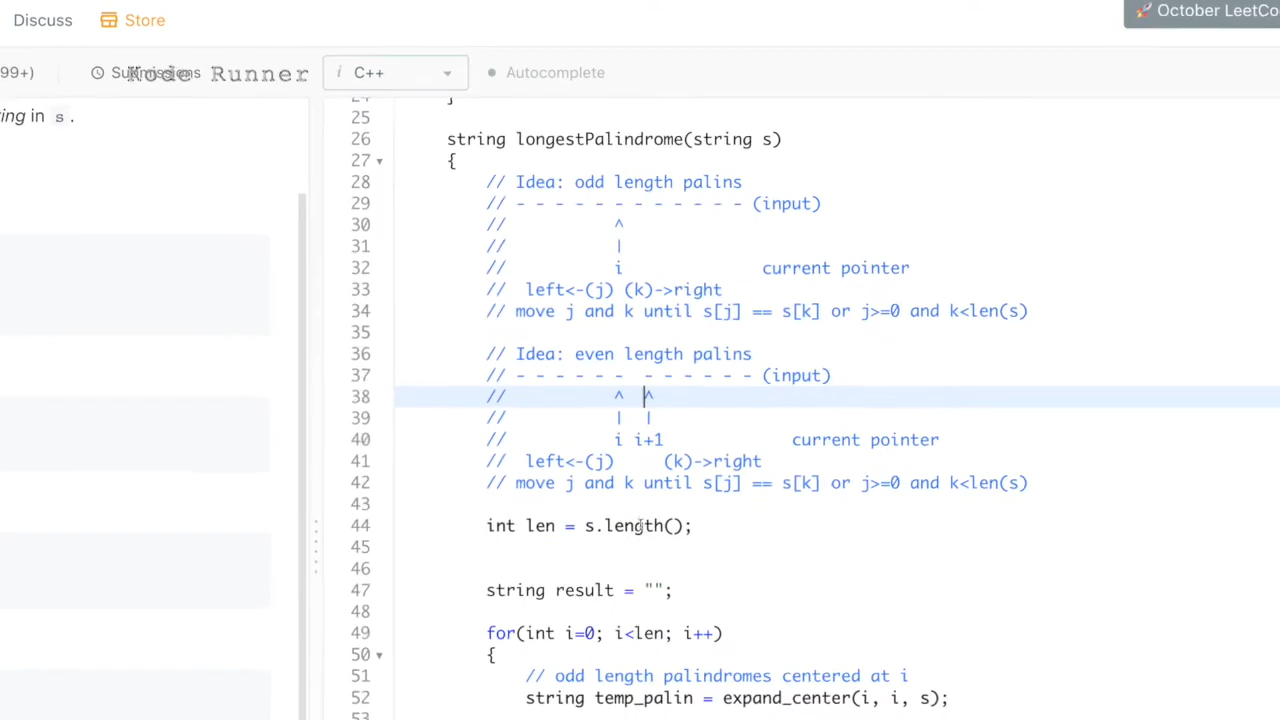 Discuss
Store
🚀 October LeetCo
99+)
Submissions
Kode Runner
i C++
Autocomplete
ing in s .
24 }
25
26 string longestPalindrome(string s)
27 {
28 // Idea: odd length palins
29 // - - - - - - - - - - - - (input)
30 // ^
31 // |
32 // i current pointer
33 // left<-(j) (k)->right
34 // move j and k until s[j] == s[k] or j>=0 and k<len(s)
35
36 // Idea: even length palins
37 // - - - - - - - - - - - - (input)
38 // ^ ^
39 // | |
40 // i i+1 current pointer
41 // left<-(j) (k)->right
42 // move j and k until s[j] == s[k] or j>=0 and k<len(s)
43
44 int len = s.length();
45
46
47 string result = "";
48
49 for(int i=0; i<len; i++)
50 {
51 // odd length palindromes centered at i
52 string temp_palin = expand_center(i, i, s);
53